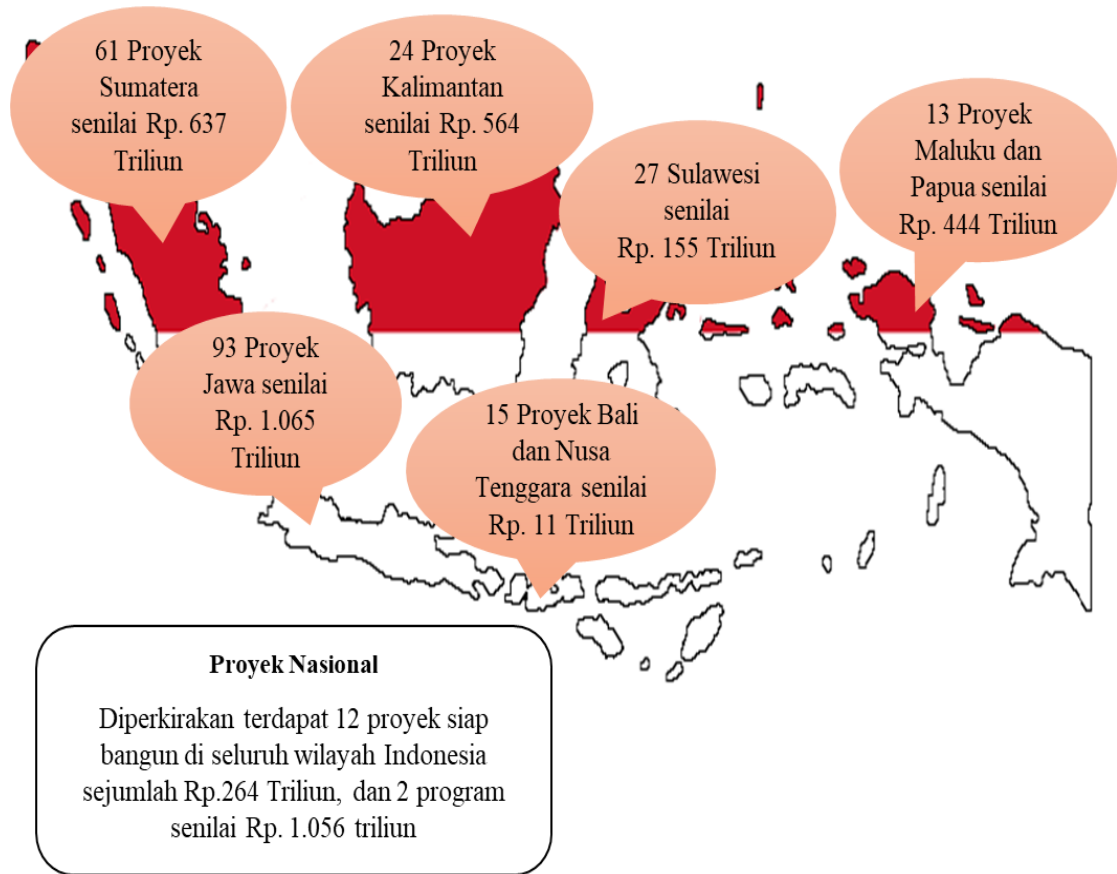 61 Proyek
Sumatera
senilai Rp. 637
Triliun
24 Proyek
Kalimantan
senilai Rp. 564
Triliun
27 Sulawesi
senilai
Rp. 155 Triliun
13 Proyek
Maluku dan
Papua senilai
Rp. 444 Triliun
93 Proyek
Jawa senilai
Rp. 1.065
Triliun
15 Proyek Bali
dan Nusa
Tenggara senilai
Rp. 11 Triliun
Proyek Nasional
Diperkirakan terdapat 12 proyek siap
bangun di seluruh wilayah Indonesia
sejumlah Rp.264 Triliun, dan 2 program
senilai Rp. 1.056 triliun